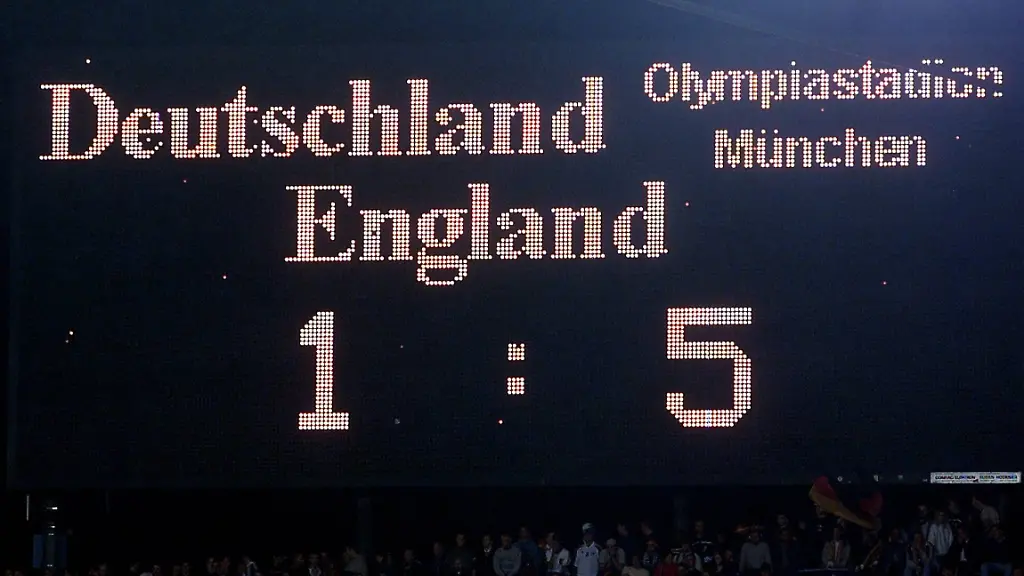 Deutschland
Olympiastadion
München
England
1 : 5